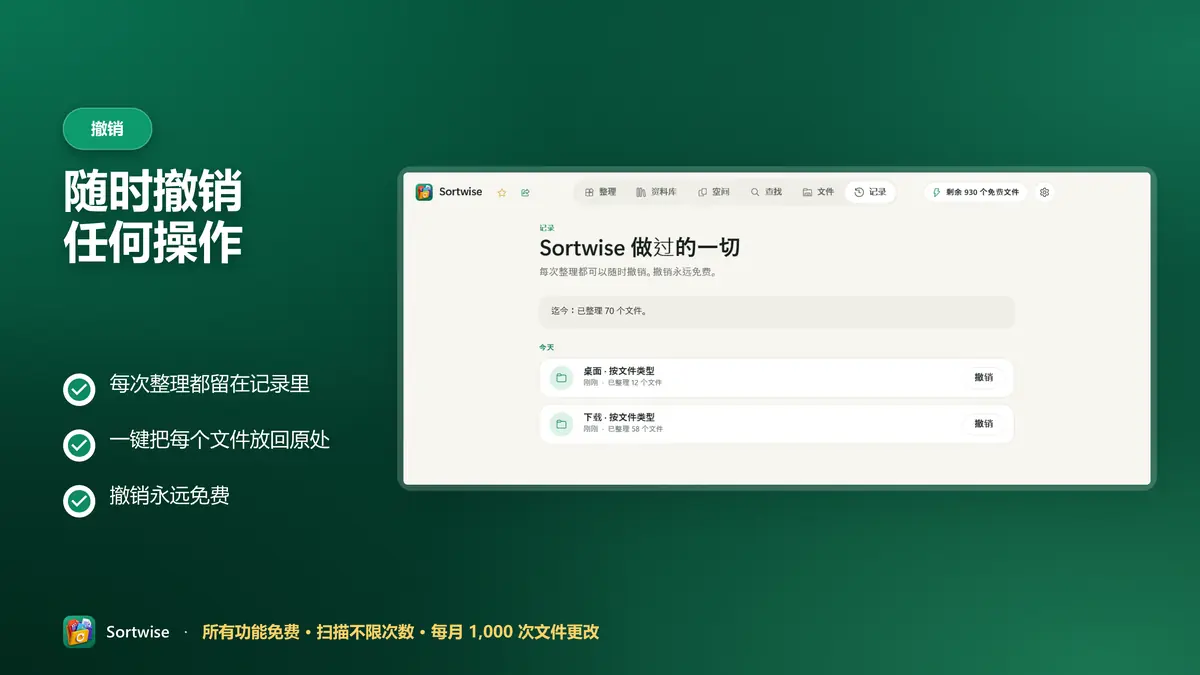 撤销
随时撤销
任何操作
每次整理都留在记录里
一键把每个文件放回原处
撤销永远免费
Sortwise · 所有功能免费 • 扫描不限次数 • 每月 1,000 次文件更改
Sortwise 整理 资料库 空间 查找 文件 记录 剩余 930 个免费文件
记录
Sortwise 做过的一切
每次整理都可以随时撤销。撤销永远免费。
迄今：已整理 70 个文件。
今天
桌面 · 按文件类型
刚刚 · 已整理 12 个文件
撤销
下载 · 按文件类型
刚刚 · 已整理 58 个文件
撤销